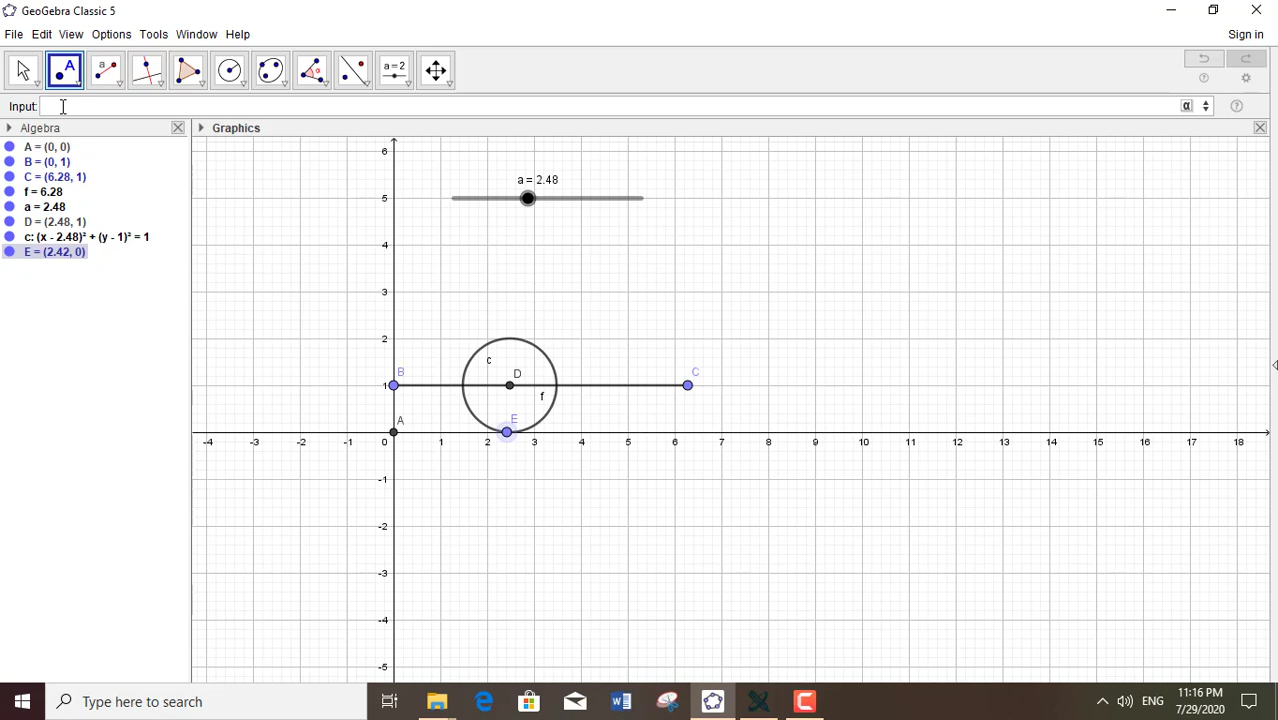 GeoGebra Classic 5
File Edit View Options Tools Window Help Sign in
A a a = 2
Input: α
Algebra
Graphics
A = (0, 0)
B = (0, 1)
C = (6.28, 1)
f = 6.28
a = 2.48
D = (2.48, 1)
c: (x - 2.48)² + (y - 1)² = 1
E = (2.42, 0)
6
a = 2.48
5
4
3
2
c
B D C
1
f
A E
-4 -3 -2 -1 0 1 2 3 4 5 6 7 8 9 10 11 12 13 14 15 16 17 18
-1
-2
-3
-4
-5
Type here to search
ENG
11:16 PM
7/29/2020